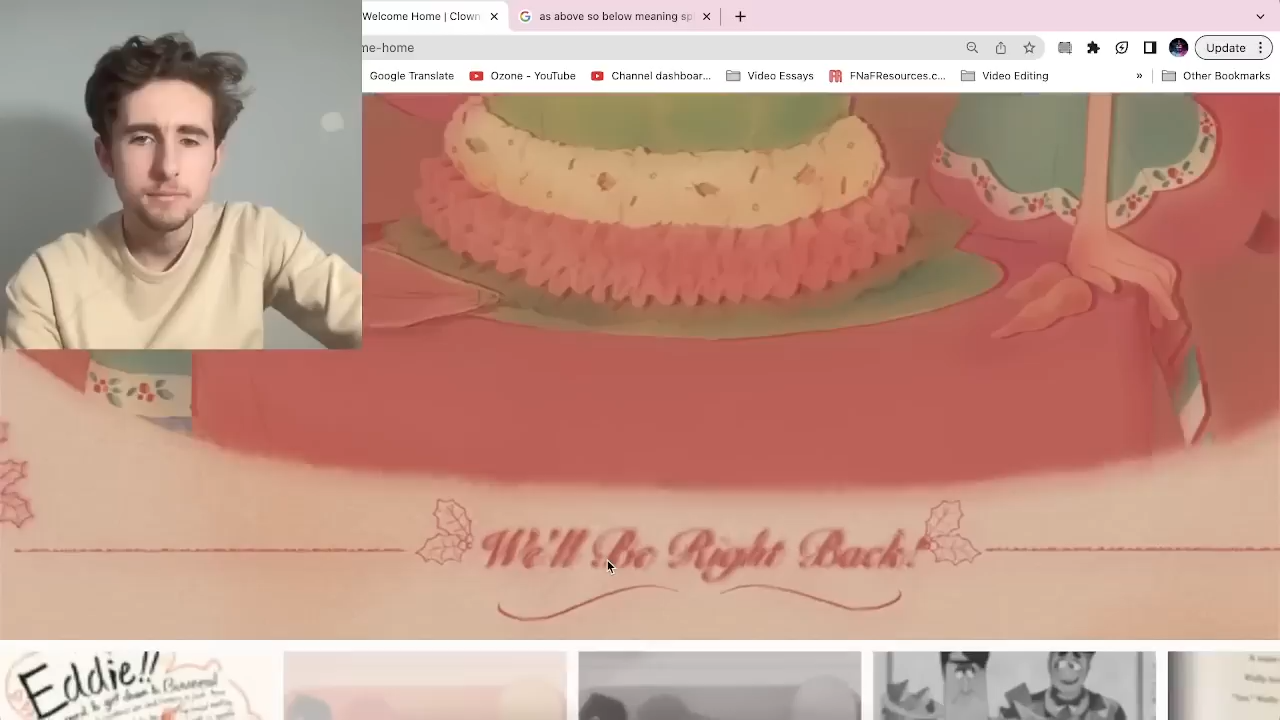 Welcome Home | Clown
as above so below meaning sp
me-home
Update
Google Translate
Ozone - YouTube
Channel dashboar...
Video Essays
FNaFResources.c...
Video Editing
»
Other Bookmarks
We'll Be Right Back!
Eddie!!